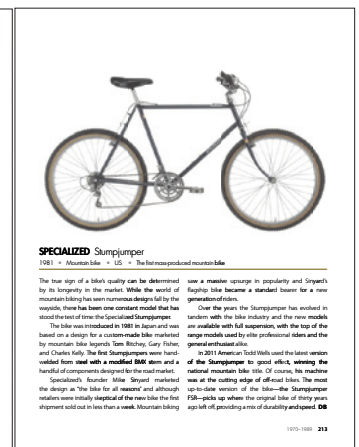 SPECIALIZED Stumpjumper
1981 • Mountain bike • US • The first mass-produced mountain bike
The true sign of a bike's quality can be determined
by its longevity in the market. While the world of
mountain biking has seen numerous designs fall by the
wayside, there has been one constant model that has
stood the test of time: the Specialized Stumpjumper.
The bike was introduced in 1981 in Japan and was
based on a design for a custom-made bike marketed
by mountain bike legends Tom Ritchey, Gary Fisher,
and Charles Kelly. The first Stumpjumpers were hand-
welded from steel with a modified BMX stem and a
handful of components designed for the road market.
Specialized's founder Mike Sinyard marketed
the design as "the bike for all reasons" and although
retailers were initially skeptical of the new bike the first
shipment sold out in less than a week. Mountain biking
saw a massive upsurge in popularity and Sinyard's
flagship bike became a standard bearer for a new
generation of riders.
Over the years the Stumpjumper has evolved in
tandem with the bike industry and the new models
are available with full suspension, with the top of the
range models used by elite professional riders and the
general enthusiast alike.
In 2011 American Todd Wells used the latest version
of the Stumpjumper to good effect, winning the
national mountain bike title. Of course, his machine
was at the cutting edge of off-road bikes. The most
up-to-date version of the bike—the Stumpjumper
FSR—picks up where the original bike of thirty years
ago left off, providing a mix of durability and speed. DB
1970–1989 213